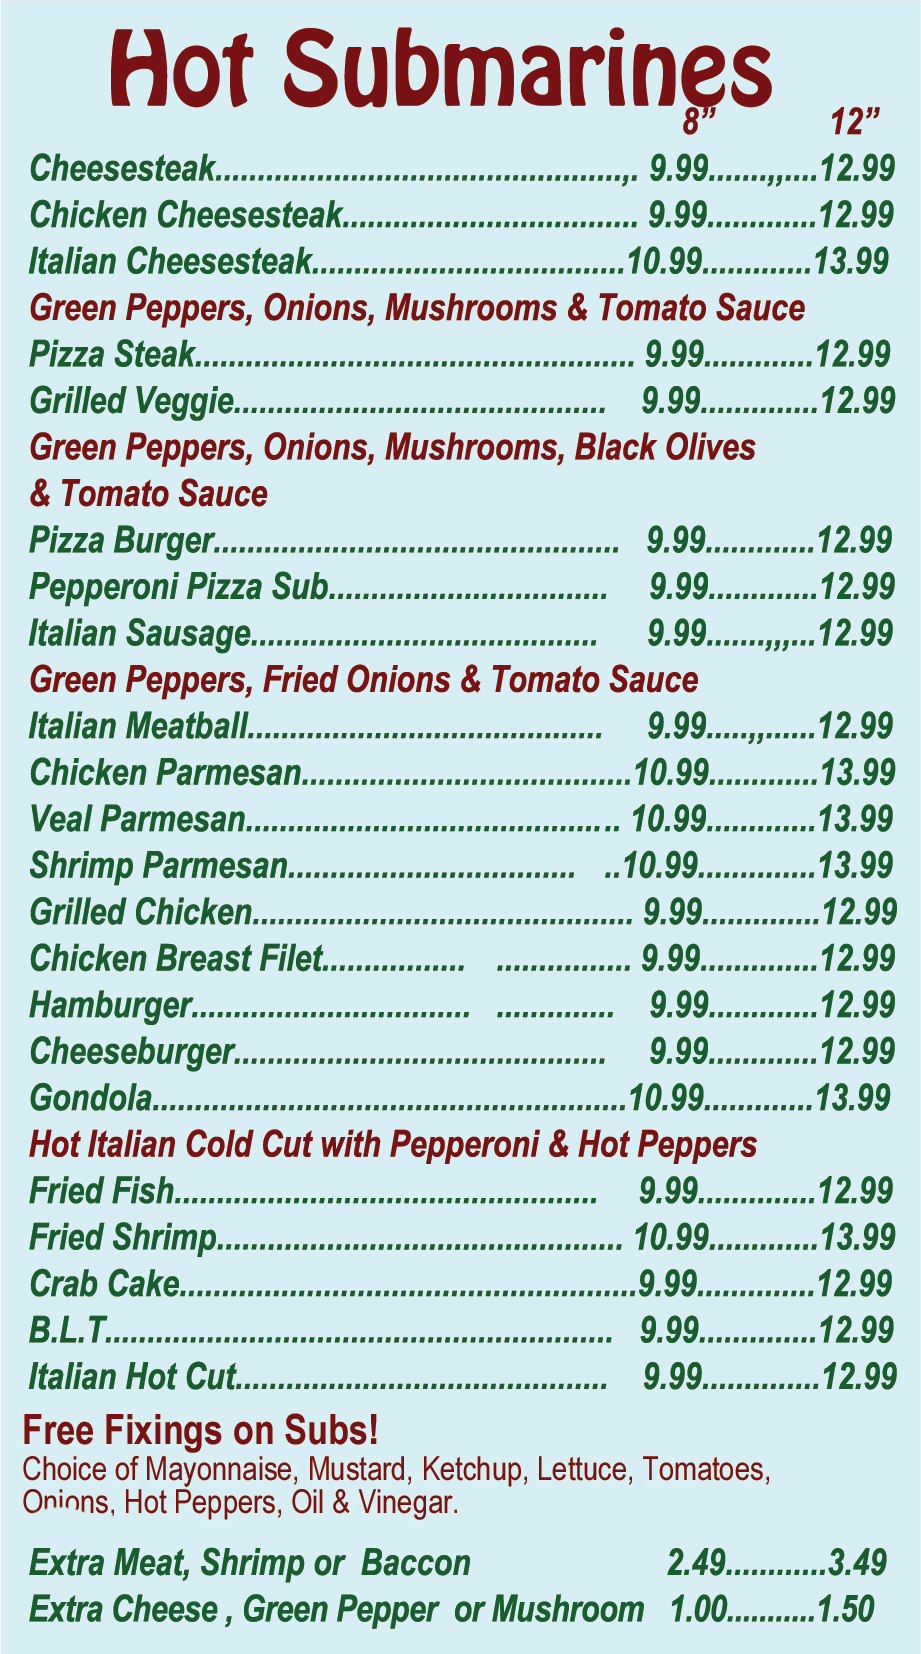 Hot Submarines
8” 12”
Cheesesteak.................................................,. 9.99.......,,....12.99
Chicken Cheesesteak................................... 9.99.............12.99
Italian Cheesesteak.....................................10.99.............13.99
Green Peppers, Onions, Mushrooms & Tomato Sauce
Pizza Steak.................................................... 9.99.............12.99
Grilled Veggie............................................ 9.99..............12.99
Green Peppers, Onions, Mushrooms, Black Olives
& Tomato Sauce
Pizza Burger................................................ 9.99.............12.99
Pepperoni Pizza Sub................................. 9.99.............12.99
Italian Sausage......................................... 9.99.......,,,...12.99
Green Peppers, Fried Onions & Tomato Sauce
Italian Meatball.......................................... 9.99.....,,......12.99
Chicken Parmesan.......................................10.99.............13.99
Veal Parmesan............................................ 10.99.............13.99
Shrimp Parmesan.................................. ..10.99..............13.99
Grilled Chicken............................................. 9.99..............12.99
Chicken Breast Filet................. ................ 9.99..............12.99
Hamburger................................. .............. 9.99.............12.99
Cheeseburger............................................ 9.99.............12.99
Gondola........................................................10.99.............13.99
Hot Italian Cold Cut with Pepperoni & Hot Peppers
Fried Fish.................................................. 9.99..............12.99
Fried Shrimp................................................ 10.99.............13.99
Crab Cake......................................................9.99..............12.99
B.L.T............................................................ 9.99..............12.99
Italian Hot Cut............................................ 9.99..............12.99
Free Fixings on Subs!
Choice of Mayonnaise, Mustard, Ketchup, Lettuce, Tomatoes,
Onions, Hot Peppers, Oil & Vinegar.
Extra Meat, Shrimp or Baccon 2.49............3.49
Extra Cheese , Green Pepper or Mushroom 1.00...........1.50